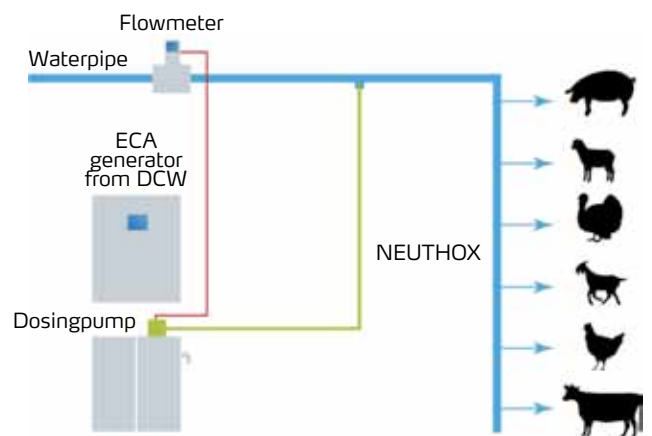 Flowmeter
Waterpipe
ECA
generator
from DCW
NEUTHOX
Dosingpump